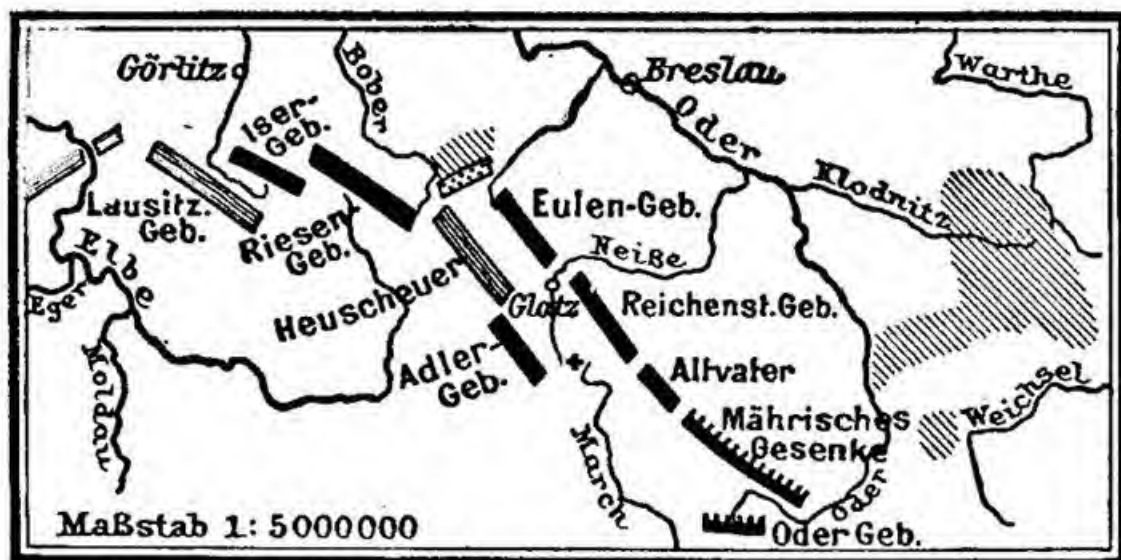 Görlitz
Bober
Breslau
Warthe
Iser-
Geb.
Oder
Klodnitz
Lausitz.
Geb.
Riesen-
Geb.
Eulen-Geb.
Elbe
Eger
Neiße
Heuscheuer
Glatz
Reichenst. Geb.
Adler-
Geb.
Altvater
Moldau
Weichsel
Mährisches
Gesenke
March
Oder
Oder Geb.
Maßstab 1: 5000000